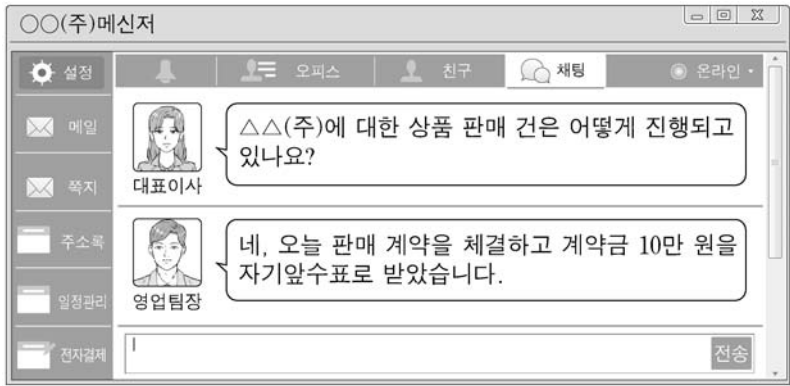 ○○(주)메신저
설정
오피스
친구
채팅
온라인
메일
쪽지
주소록
일정관리
전자결제
△△(주)에 대한 상품 판매 건은 어떻게 진행되고
있나요?
대표이사
네, 오늘 판매 계약을 체결하고 계약금 10만 원을
자기앞수표로 받았습니다.
영업팀장
전송